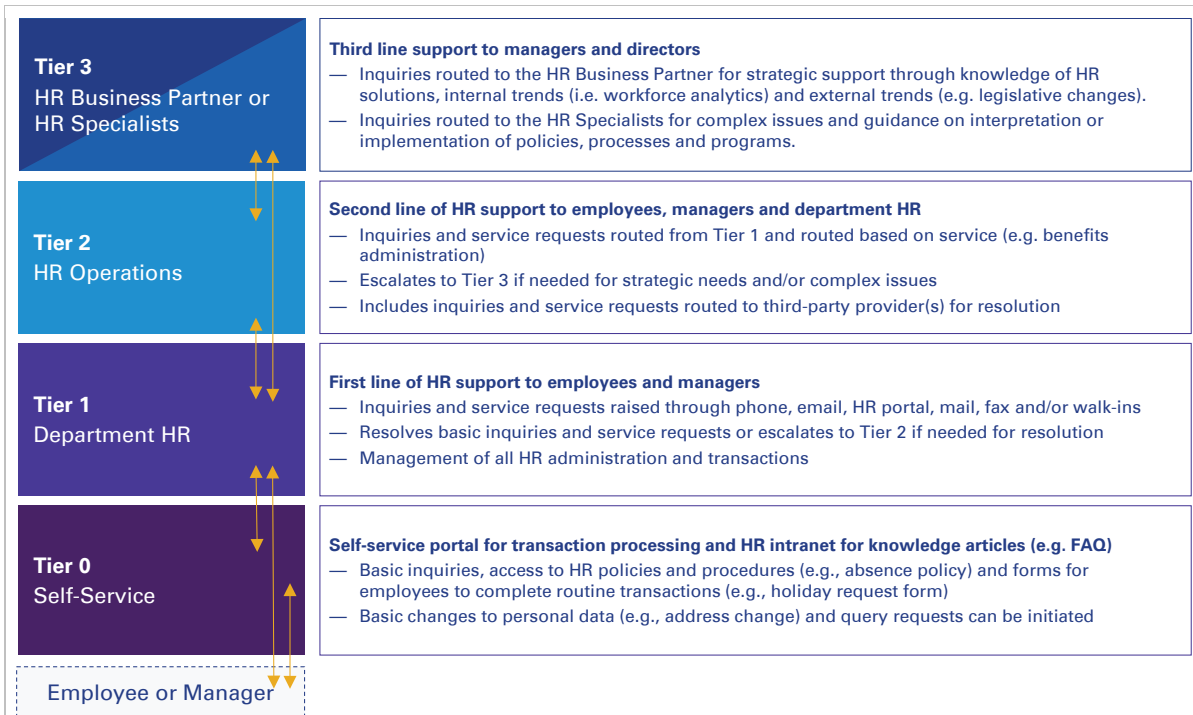 Tier 3
HR Business Partner or
HR Specialists
Third line support to managers and directors
— Inquiries routed to the HR Business Partner for strategic support through knowledge of HR
solutions, internal trends (i.e. workforce analytics) and external trends (e.g. legislative changes).
— Inquiries routed to the HR Specialists for complex issues and guidance on interpretation or
implementation of policies, processes and programs.
Tier 2
HR Operations
Second line of HR support to employees, managers and department HR
— Inquiries and service requests routed from Tier 1 and routed based on service (e.g. benefits
administration)
— Escalates to Tier 3 if needed for strategic needs and/or complex issues
— Includes inquiries and service requests routed to third-party provider(s) for resolution
Tier 1
Department HR
First line of HR support to employees and managers
— Inquiries and service requests raised through phone, email, HR portal, mail, fax and/or walk-ins
— Resolves basic inquiries and service requests or escalates to Tier 2 if needed for resolution
— Management of all HR administration and transactions
Tier 0
Self-Service
Self-service portal for transaction processing and HR intranet for knowledge articles (e.g. FAQ)
— Basic inquiries, access to HR policies and procedures (e.g., absence policy) and forms for
employees to complete routine transactions (e.g., holiday request form)
— Basic changes to personal data (e.g., address change) and query requests can be initiated
Employee or Manager